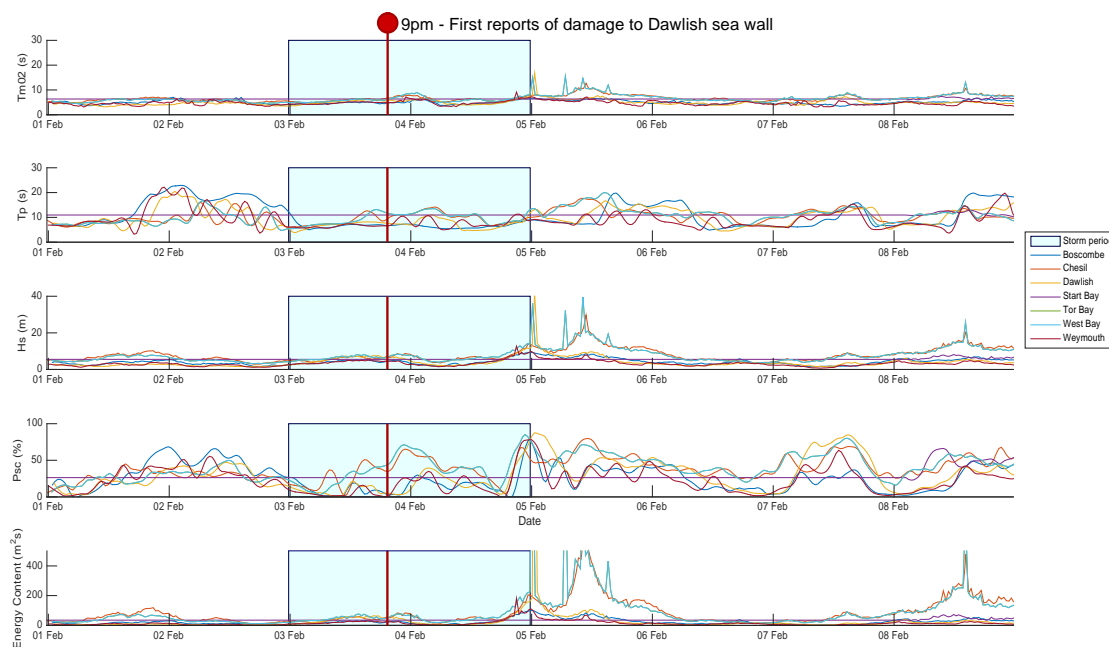 9pm - First reports of damage to Dawlish sea wall
30
20
10
0
Tm02 (s)
01 Feb 02 Feb 03 Feb 04 Feb 05 Feb 06 Feb 07 Feb 08 Feb
30
20
10
0
Tp (s)
01 Feb 02 Feb 03 Feb 04 Feb 05 Feb 06 Feb 07 Feb 08 Feb
Storm period
Boscombe
Chesil
Dawlish
Start Bay
Tor Bay
West Bay
Weymouth
40
20
0
Hs (m)
01 Feb 02 Feb 03 Feb 04 Feb 05 Feb 06 Feb 07 Feb 08 Feb
100
50
0
Psc (%)
01 Feb 02 Feb 03 Feb 04 Feb 05 Feb 06 Feb 07 Feb 08 Feb
Date
400
200
0
Energy Content (m²s)
01 Feb 02 Feb 03 Feb 04 Feb 05 Feb 06 Feb 07 Feb 08 Feb